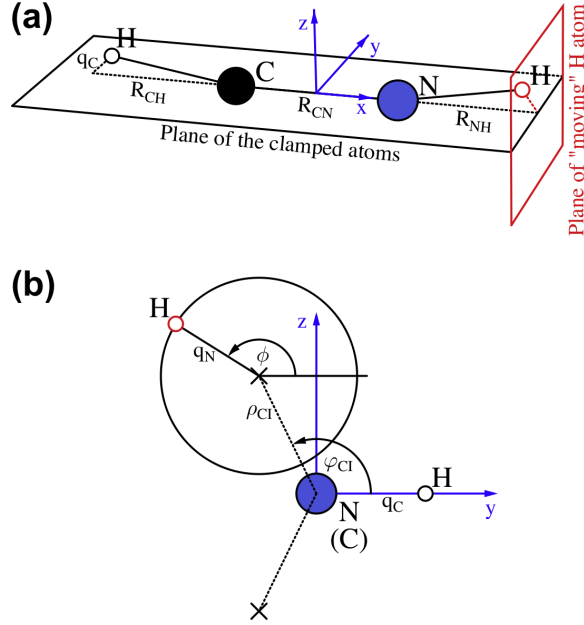 (a)
H
z
y
q_C
C
N
H
R_CH
R_CN
x
R_NH
Plane of the clamped atoms
Plane of "moving" H atom
(b)
H
z
q_N
ϕ
ρ_CI
φ_CI
H
N
q_C
y
(C)